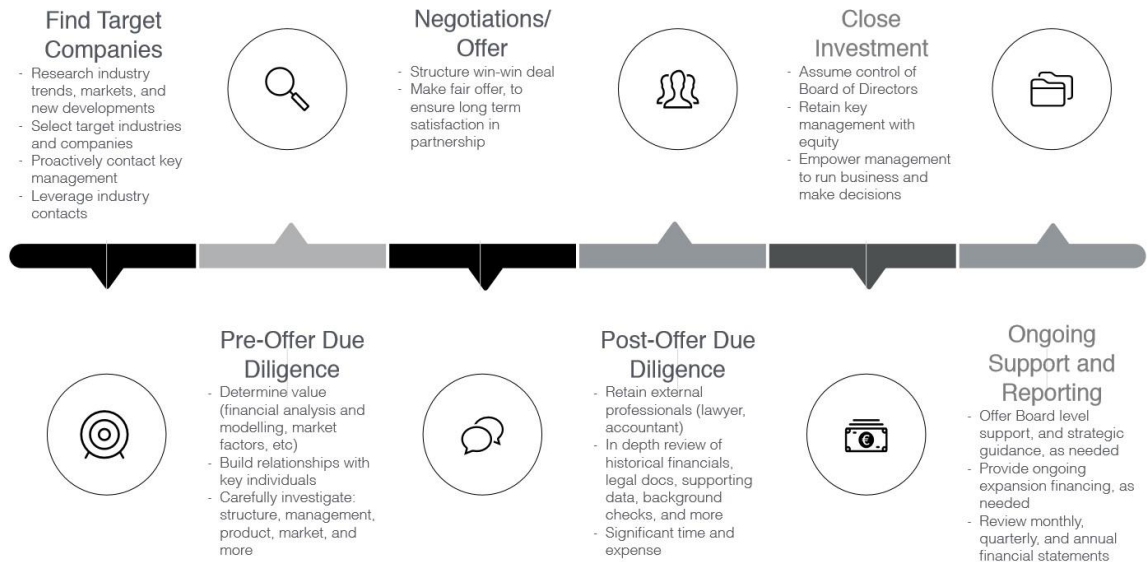 Find Target
Companies
- Research industry
trends, markets, and
new developments
- Select target industries
and companies
- Proactively contact key
management
- Leverage industry
contacts
Pre-Offer Due
Diligence
- Determine value
(financial analysis and
modelling, market
factors, etc)
- Build relationships with
key individuals
- Carefully investigate:
structure, management,
product, market, and
more
Negotiations/
Offer
- Structure win-win deal
- Make fair offer, to
ensure long term
satisfaction in
partnership
Post-Offer Due
Diligence
- Retain external
professionals (lawyer,
accountant)
- In depth review of
historical financials,
legal docs, supporting
data, background
checks, and more
- Significant time and
expense
Close
Investment
- Assume control of
Board of Directors
- Retain key
management with
equity
- Empower management
to run business and
make decisions
€
Ongoing
Support and
Reporting
- Offer Board level
support, and strategic
guidance, as needed
- Provide ongoing
expansion financing, as
needed
- Review monthly,
quarterly, and annual
financial statements